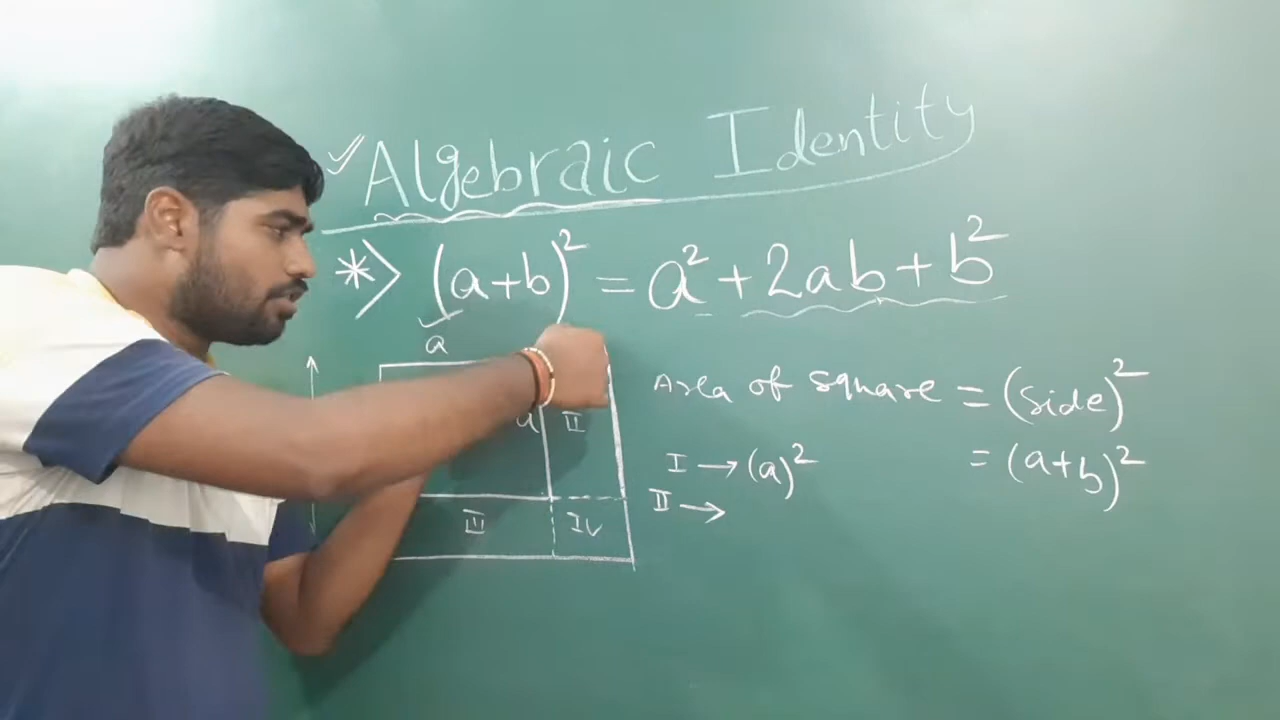 ✓ Algebraic Identity
*> (a+b)² = a² + 2ab + b²
a
Area of square = (Side)²
II
I → (a)² = (a+b)²
II →
III IV